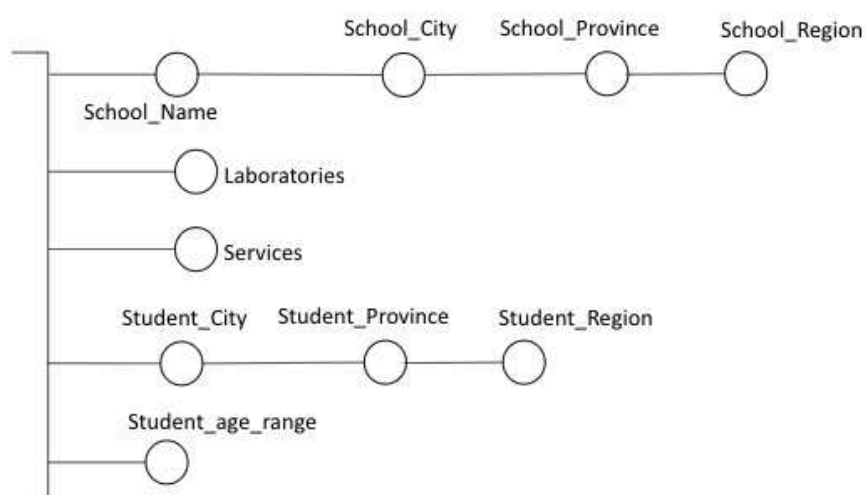 School_City School_Province School_Region
School_Name
Laboratories
Services
Student_City Student_Province Student_Region
Student_age_range